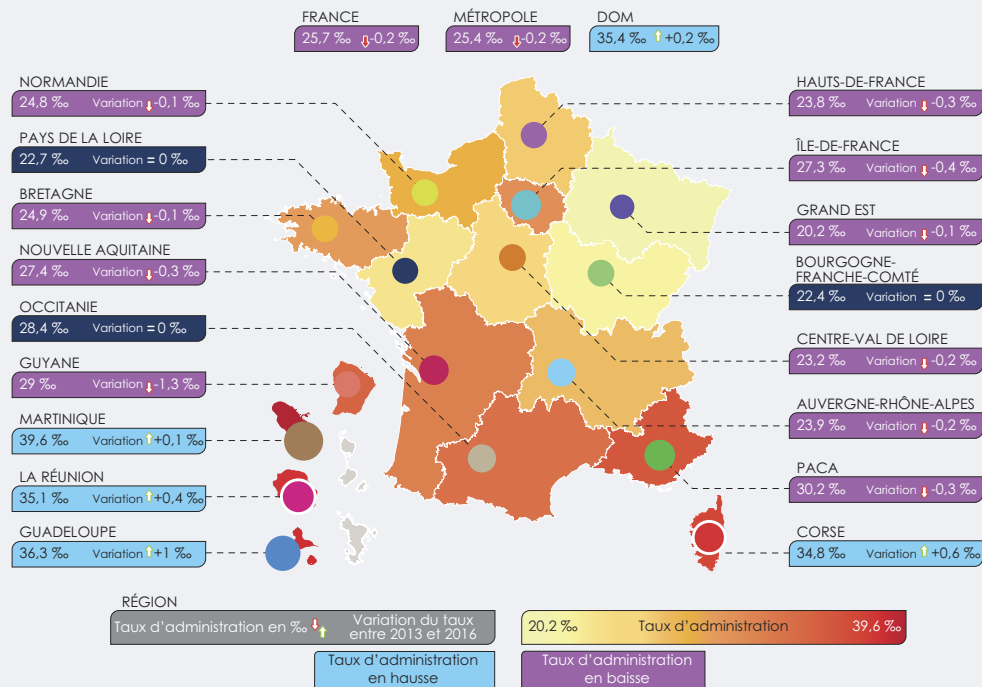 FRANCE
25,7 ‰ -0,2 ‰
MÉTROPOLE
25,4 ‰ -0,2 ‰
DOM
35,4 ‰ +0,2 ‰
NORMANDIE
24,8 ‰ Variation -0,1 ‰
PAYS DE LA LOIRE
22,7 ‰ Variation = 0 ‰
BRETAGNE
24,9 ‰ Variation -0,1 ‰
NOUVELLE AQUITAINE
27,4 ‰ Variation -0,3 ‰
OCCITANIE
28,4 ‰ Variation = 0 ‰
GUYANE
29 ‰ Variation -1,3 ‰
MARTINIQUE
39,6 ‰ Variation +0,1 ‰
LA RÉUNION
35,1 ‰ Variation +0,4 ‰
GUADELOUPE
36,3 ‰ Variation +1 ‰
HAUTS-DE-FRANCE
23,8 ‰ Variation -0,3 ‰
ÎLE-DE-FRANCE
27,3 ‰ Variation -0,4 ‰
GRAND EST
20,2 ‰ Variation -0,1 ‰
BOURGOGNE-
FRANCHE-COMTÉ
22,4 ‰ Variation = 0 ‰
CENTRE-VAL DE LOIRE
23,2 ‰ Variation -0,2 ‰
AUVERGNE-RHÔNE-ALPES
23,9 ‰ Variation -0,2 ‰
PACA
30,2 ‰ Variation -0,3 ‰
CORSE
34,8 ‰ Variation +0,6 ‰
RÉGION
Taux d'administration en ‰
Variation du taux
entre 2013 et 2016
20,2 ‰ Taux d'administration 39,6 ‰
Taux d'administration
en hausse
Taux d'administration
en baisse